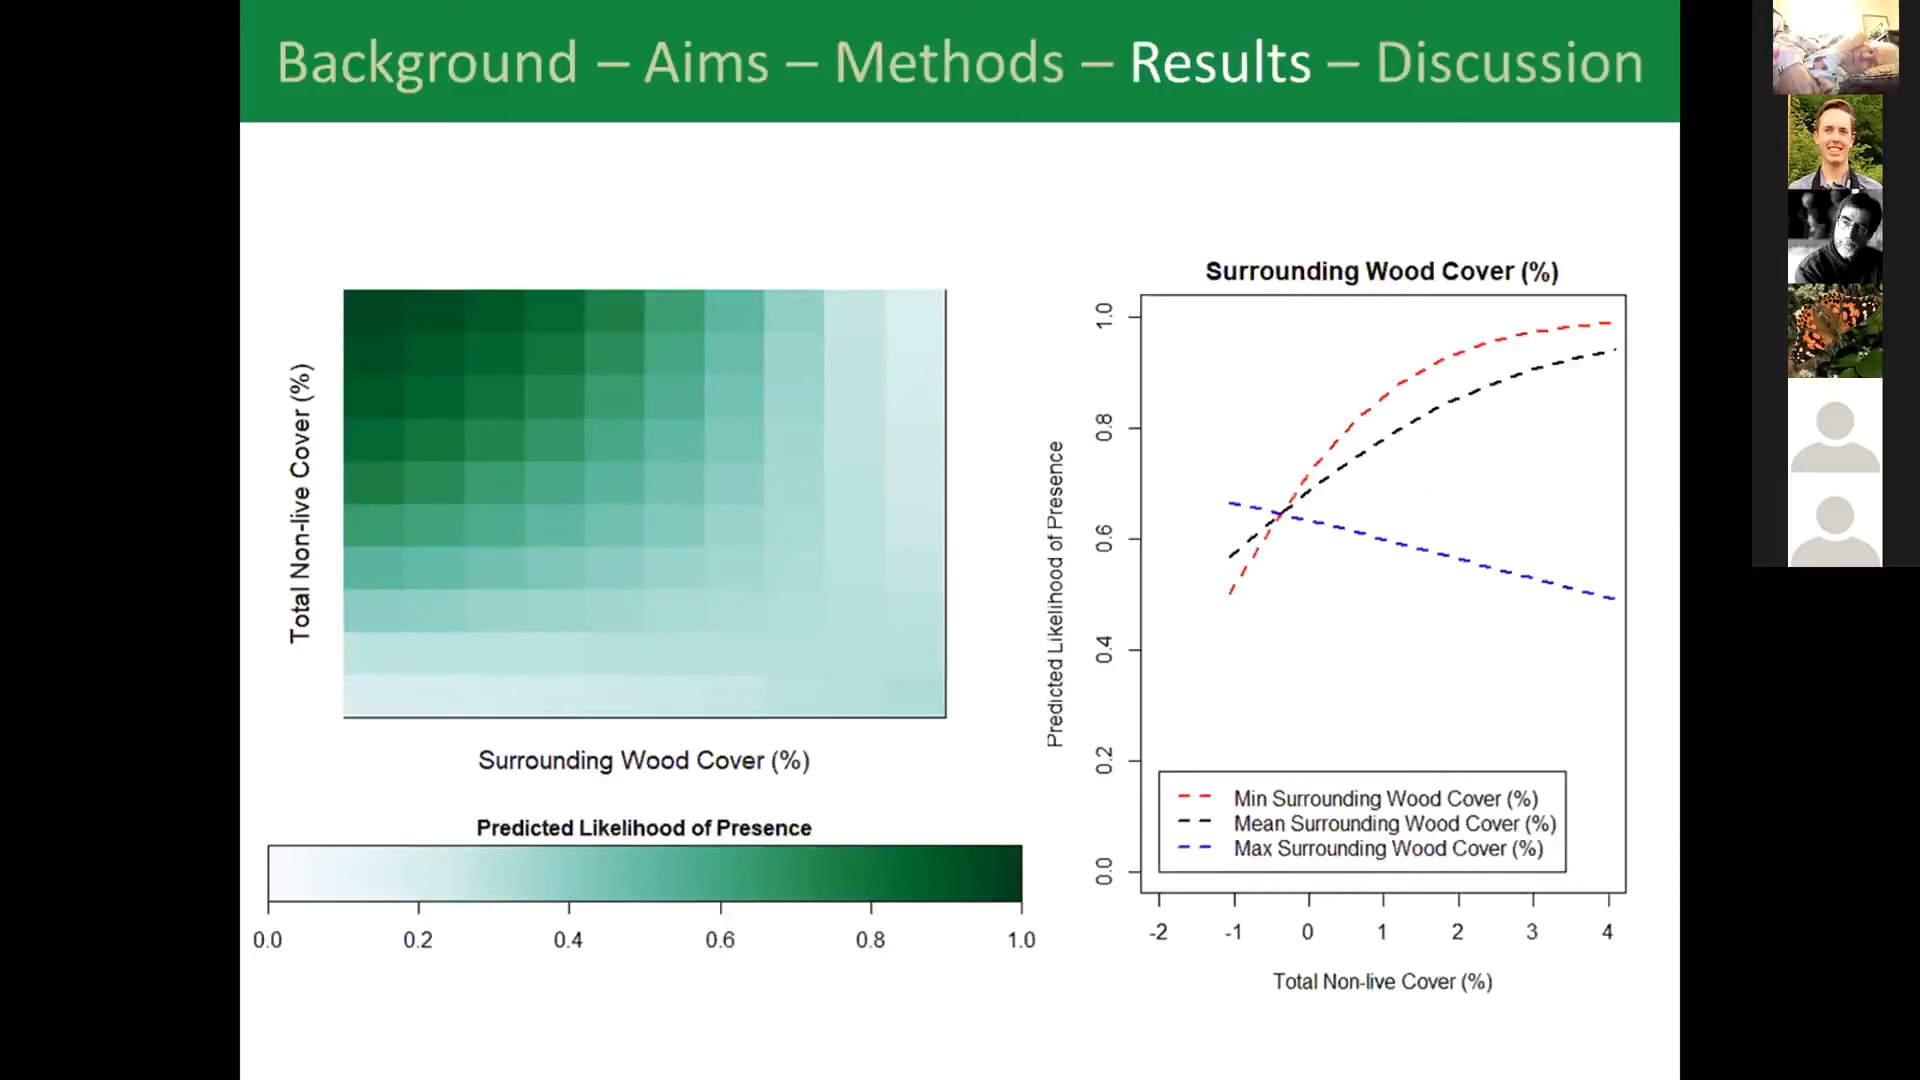 Background – Aims – Methods – Results – Discussion
Total Non-live Cover (%)
Surrounding Wood Cover (%)
Predicted Likelihood of Presence
0.0 0.2 0.4 0.6 0.8 1.0
Surrounding Wood Cover (%)
Predicted Likelihood of Presence
1.0
0.8
0.6
0.4
0.2
0.0
Min Surrounding Wood Cover (%)
Mean Surrounding Wood Cover (%)
Max Surrounding Wood Cover (%)
-2 -1 0 1 2 3 4
Total Non-live Cover (%)